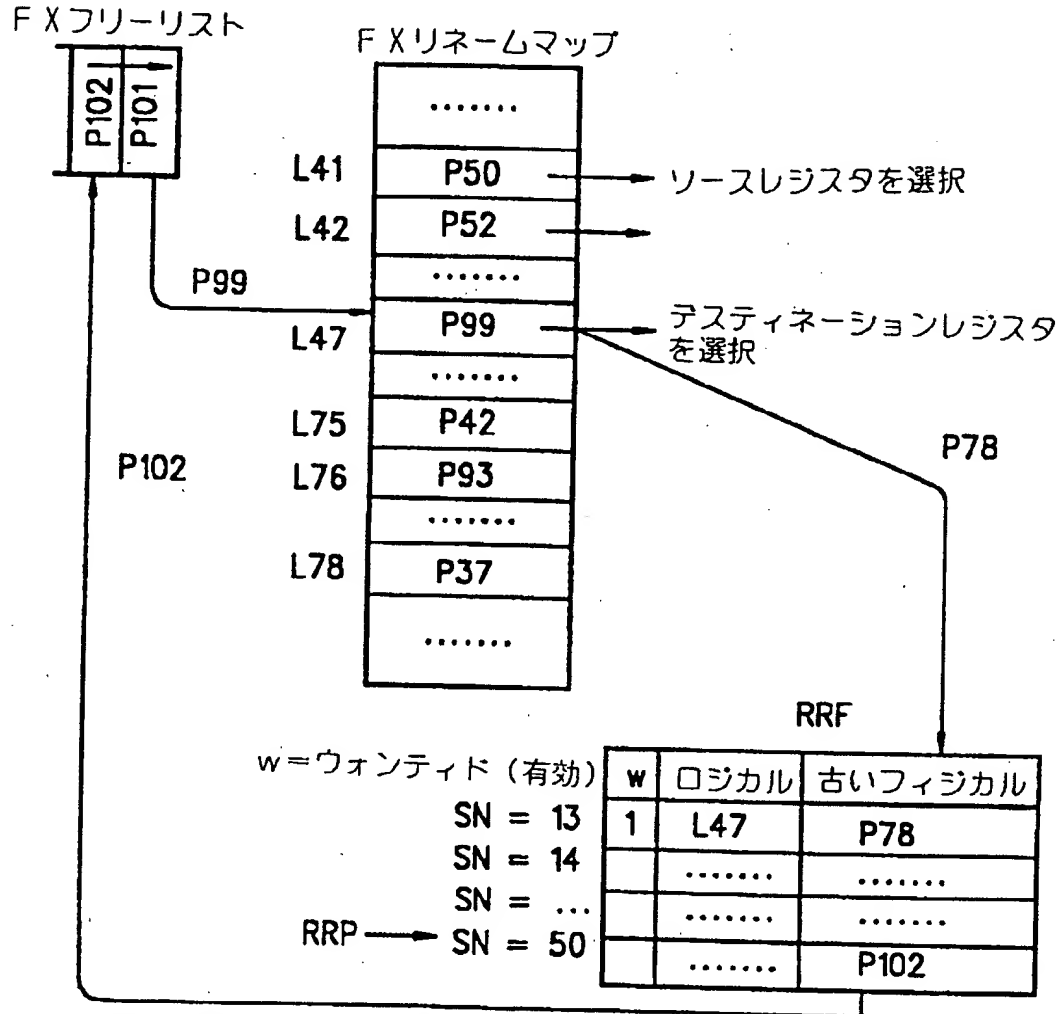 FXフリーリスト
P102 P101
FXリネームマップ
.......
L41 P50 ソースレジスタを選択
L42 P52
.......
P99
L47 P99 デスティネーションレジスタ
を選択
.......
L75 P42
P78
P102
L76 P93
.......
L78 P37
.......
RRF
w=ウォンティド(有効) w ロジカル 古いフィジカル
SN = 13 1 L47 P78
SN = 14 ....... .......
SN = ... ....... .......
RRP SN = 50 ....... P102